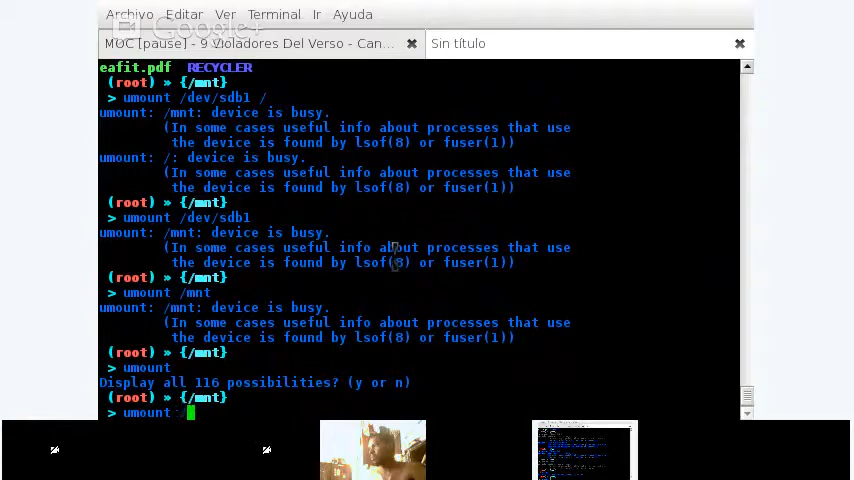 Archivo Editar Ver Terminal Ir Ayuda
Google+
MOC [pause] - 9 Violadores Del Verso - Can...
Sin título
eafit.pdf RECYCLER
(root) » {/mnt}
> umount /dev/sdb1 /
umount: /mnt: device is busy.
(In some cases useful info about processes that use
the device is found by lsof(8) or fuser(1))
umount: /: device is busy.
(In some cases useful info about processes that use
the device is found by lsof(8) or fuser(1))
(root) » {/mnt}
> umount /dev/sdb1
umount: /mnt: device is busy.
(In some cases useful info about processes that use
the device is found by lsof(8) or fuser(1))
(root) » {/mnt}
> umount /mnt
umount: /mnt: device is busy.
(In some cases useful info about processes that use
the device is found by lsof(8) or fuser(1))
(root) » {/mnt}
> umount
Display all 116 possibilities? (y or n)
(root) » {/mnt}
> umount /